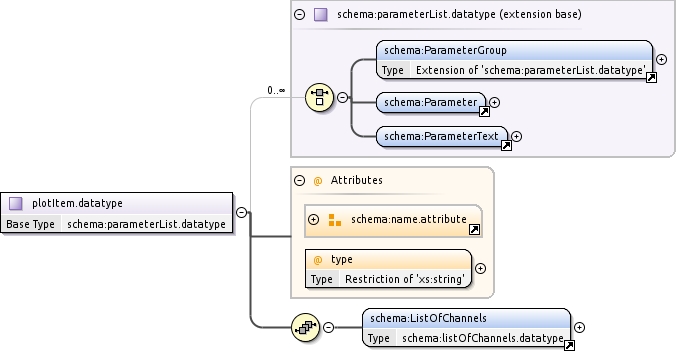 schema:parameterList.datatype (extension base)
schema:ParameterGroup
Type Extension of 'schema:parameterList.datatype'
0..∞
schema:Parameter
schema:ParameterText
@ Attributes
plotItem.datatype
Base Type schema:parameterList.datatype
schema:name.attribute
@ type
Type Restriction of 'xs:string'
schema:ListOfChannels
Type schema:listOfChannels.datatype